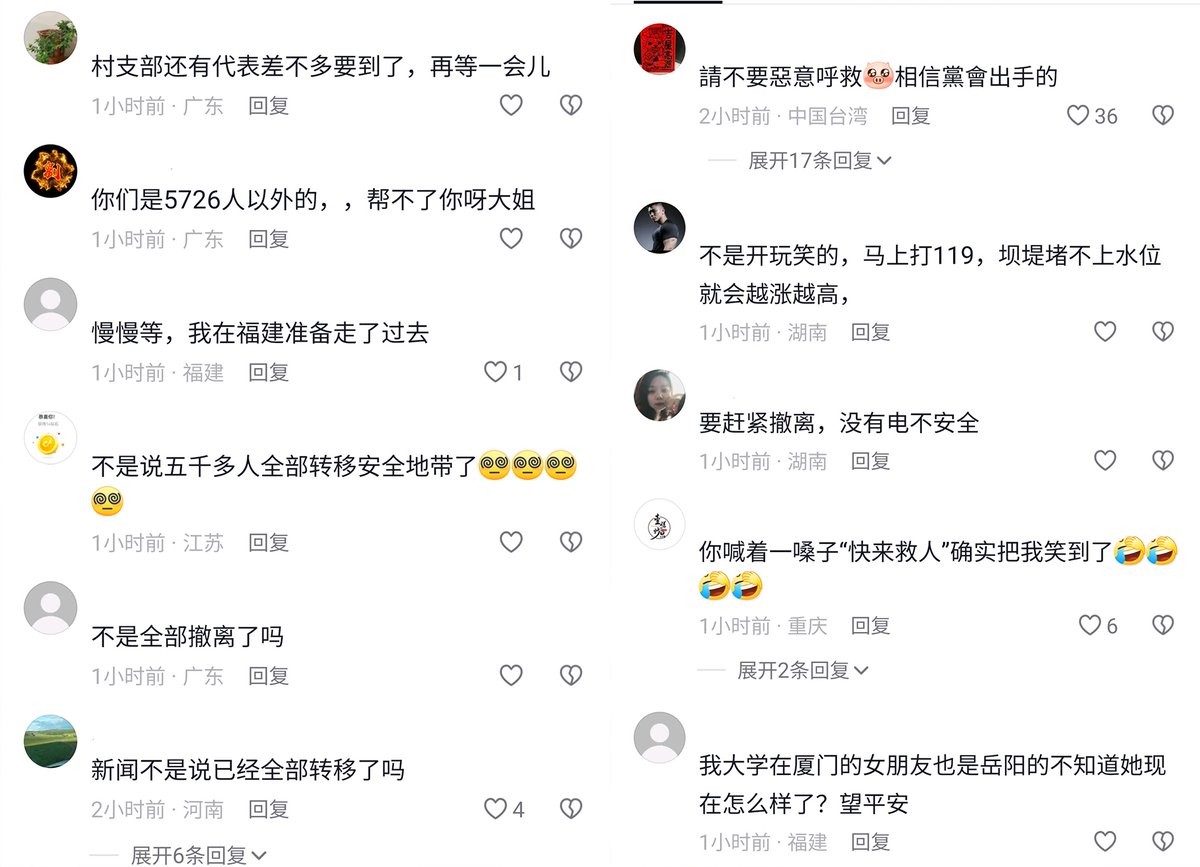 村支部还有代表差不多要到了，再等一会儿
1小时前 · 广东 回复
你们是5726人以外的，，帮不了你呀大姐
1小时前 · 广东 回复
慢慢等，我在福建准备走了过去
1小时前 · 福建 回复 1
不是说五千多人全部转移安全地带了😵‍💫😵‍💫😵‍💫
😵‍💫
1小时前 · 江苏 回复
不是全部撤离了吗
1小时前 · 广东 回复
新闻不是说已经全部转移了吗
2小时前 · 河南 回复 4
展开6条回复
請不要惡意呼救🐷相信黨會出手的
2小时前 · 中国台湾 回复 36
展开17条回复
不是开玩笑的，马上打119，坝堤堵不上水位
就会越涨越高，
1小时前 · 湖南 回复
要赶紧撤离，没有电不安全
1小时前 · 湖南 回复
你喊着一嗓子“快来救人”确实把我笑到了🤣🤣
🤣🤣
1小时前 · 重庆 回复 6
展开2条回复
我大学在厦门的女朋友也是岳阳的不知道她现
在怎么样了？望平安
1小时前 · 福建 回复